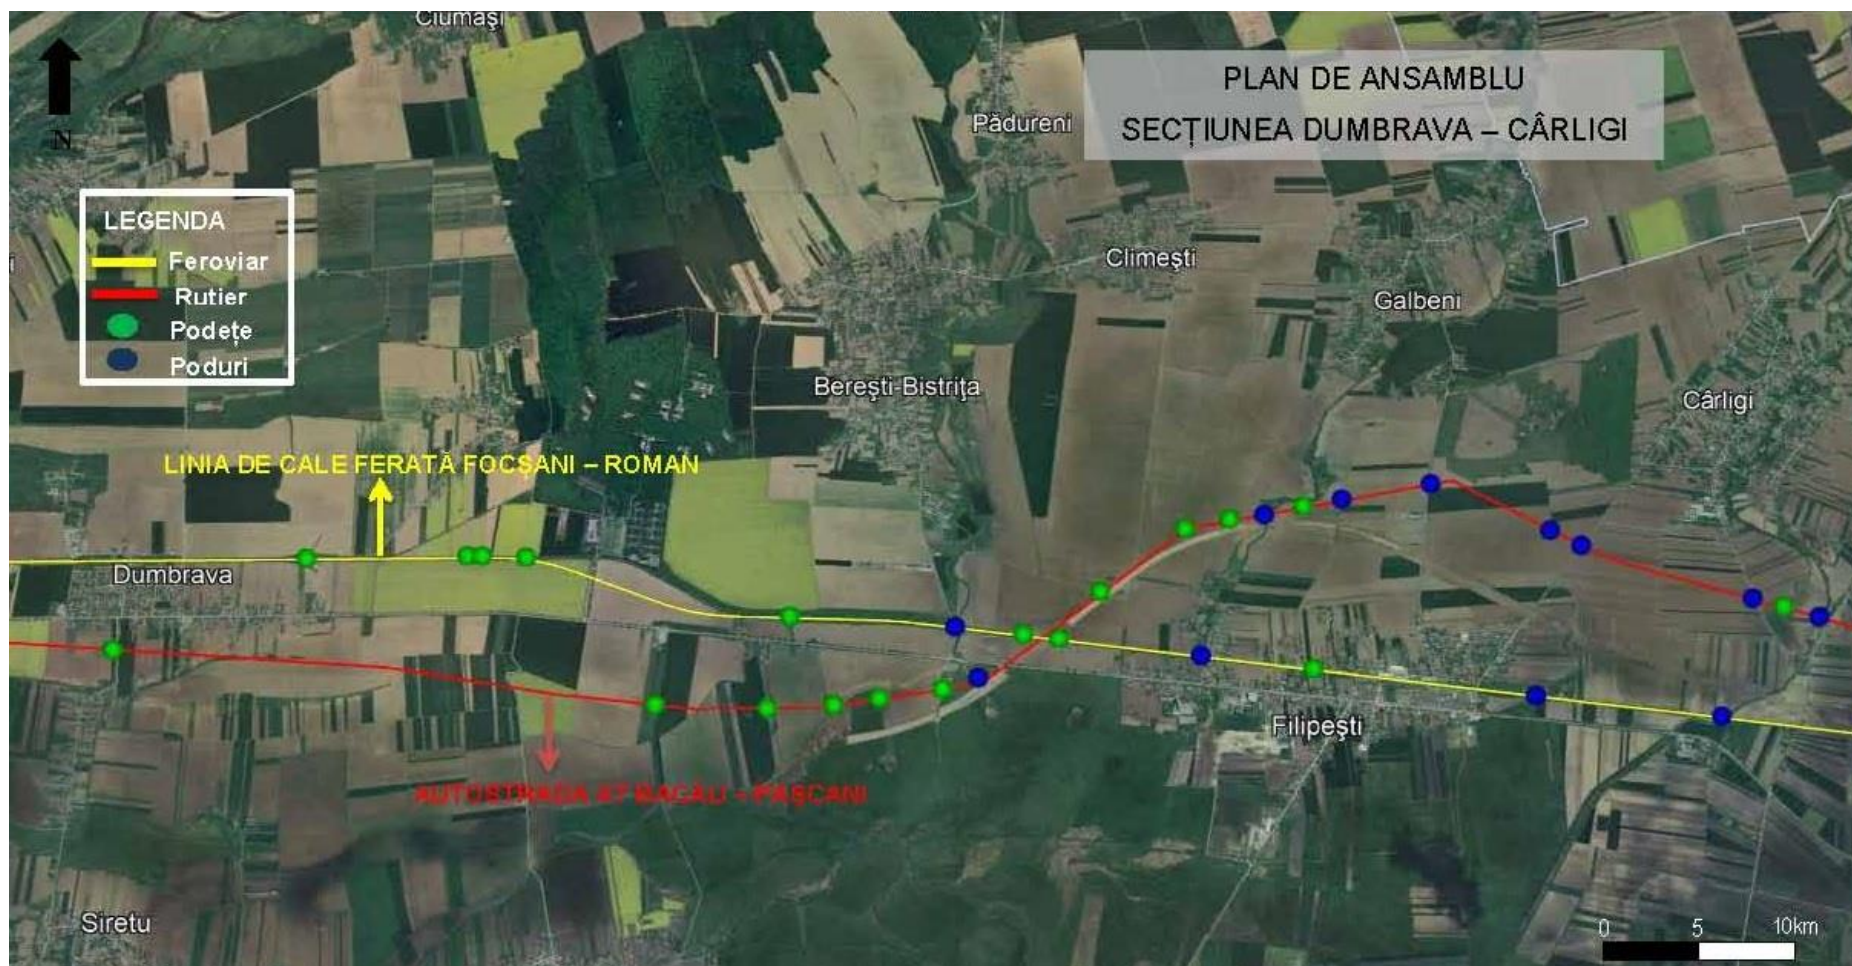 Ciumași
PLAN DE ANSAMBLU
SECȚIUNEA DUMBRAVA – CÂRLIGI
N
Pădureni
LEGENDA
Feroviar
Rutier
Podețe
Poduri
Climești
i
Galbeni
Berești-Bistrița
Cârligi
LINIA DE CALE FERATĂ FOCȘANI – ROMAN
Dumbrava
Filipești
AUTOSTRADA A7 BACĂU – PAȘCANI
Siretu
0 5 10km